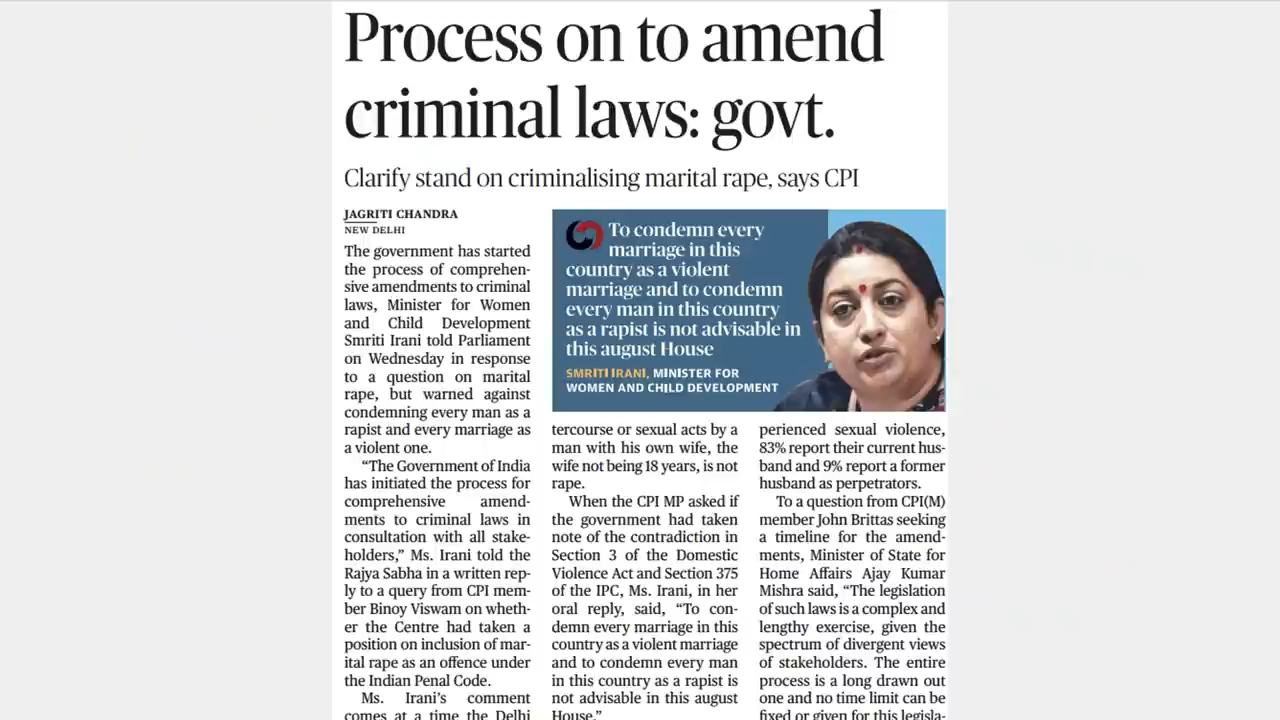 Process on to amend
criminal laws: govt.
Clarify stand on criminalising marital rape, says CPI
JAGRITI CHANDRA
NEW DELHI
The government has started
the process of comprehen-
sive amendments to criminal
laws, Minister for Women
and Child Development
Smriti Irani told Parliament
on Wednesday in response
to a question on marital
rape, but warned against
condemning every man as a
rapist and every marriage as
a violent one.
“The Government of India
has initiated the process for
comprehensive amend-
ments to criminal laws in
consultation with all stake-
holders,” Ms. Irani told the
Rajya Sabha in a written rep-
ly to a query from CPI mem-
ber Binoy Viswam on wheth-
er the Centre had taken a
position on inclusion of mar-
ital rape as an offence under
the Indian Penal Code.
Ms. Irani's comment
comes at a time the Delhi
To condemn every
marriage in this
country as a violent
marriage and to condemn
every man in this country
as a rapist is not advisable in
this august House
SMRITI IRANI, MINISTER FOR
WOMEN AND CHILD DEVELOPMENT
tercourse or sexual acts by a
man with his own wife, the
wife not being 18 years, is not
rape.
When the CPI MP asked if
the government had taken
note of the contradiction in
Section 3 of the Domestic
Violence Act and Section 375
of the IPC, Ms. Irani, in her
oral reply, said, “To con-
demn every marriage in this
country as a violent marriage
and to condemn every man
in this country as a rapist is
not advisable in this august
House.”
perienced sexual violence,
83% report their current hus-
band and 9% report a former
husband as perpetrators.
To a question from CPI(M)
member John Brittas seeking
a timeline for the amend-
ments, Minister of State for
Home Affairs Ajay Kumar
Mishra said, “The legislation
of such laws is a complex and
lengthy exercise, given the
spectrum of divergent views
of stakeholders. The entire
process is a long drawn out
one and no time limit can be
fixed or given for this legisla-